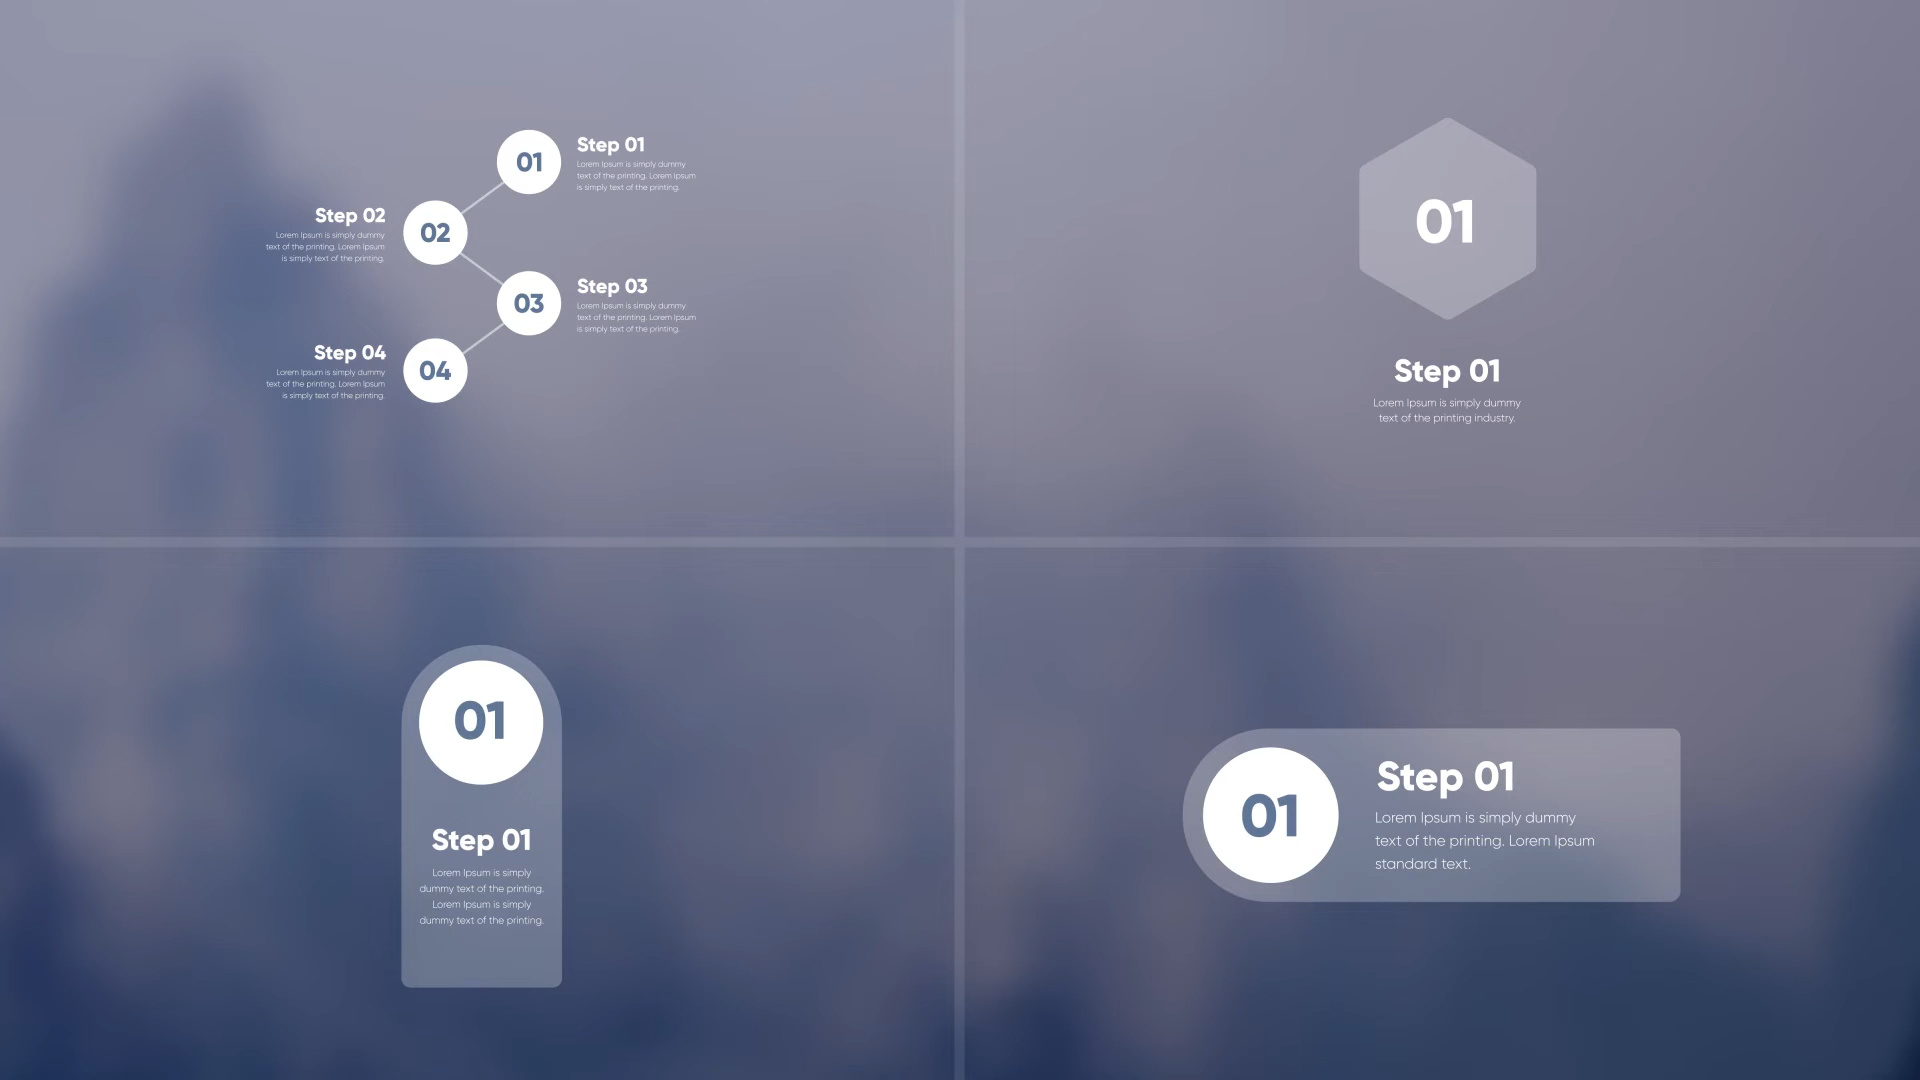 01
Step 01
Lorem Ipsum is simply dummy
text of the printing. Lorem Ipsum
is simply text of the printing.
Step 02
Lorem Ipsum is simply dummy
text of the printing. Lorem Ipsum
is simply text of the printing.
02
03
Step 03
Lorem Ipsum is simply dummy
text of the printing. Lorem Ipsum
is simply text of the printing.
Step 04
Lorem Ipsum is simply dummy
text of the printing. Lorem Ipsum
is simply text of the printing.
04
01
Step 01
Lorem Ipsum is simply dummy
text of the printing industry.
01
Step 01
Lorem Ipsum is simply
dummy text of the printing.
Lorem Ipsum is simply
dummy text of the printing.
01
Step 01
Lorem Ipsum is simply dummy
text of the printing. Lorem Ipsum
standard text.